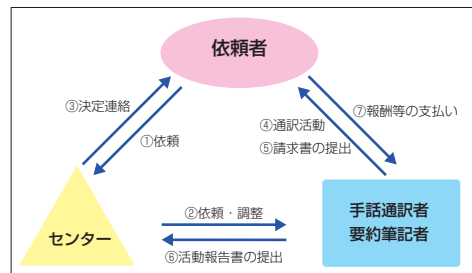 依頼者
③決定連絡
①依頼
④通訳活動
⑤請求書の提出
⑦報酬等の支払い
②依頼・調整
⑥活動報告書の提出
センター
手話通訳者
要約筆記者